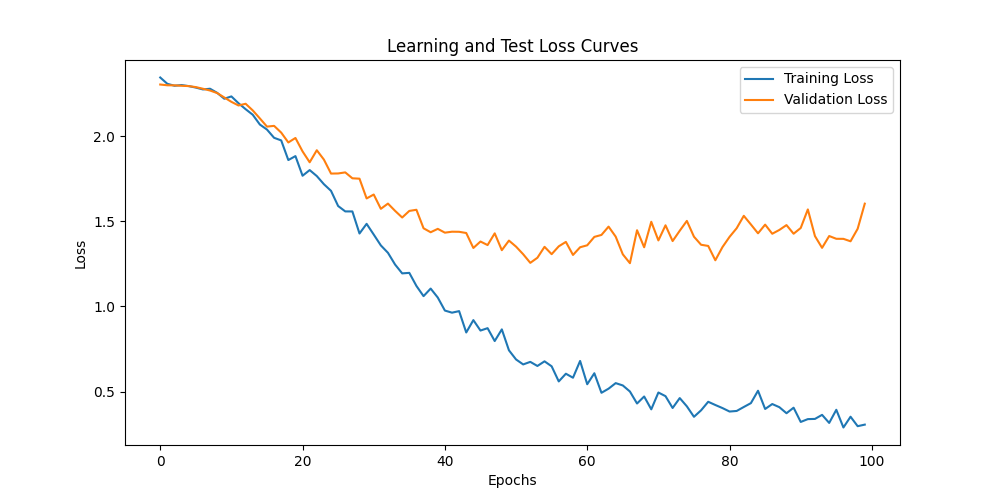 Learning and Test Loss Curves
Training Loss
Validation Loss
2.0
1.5
1.0
0.5
Loss
0 20 40 60 80 100
Epochs